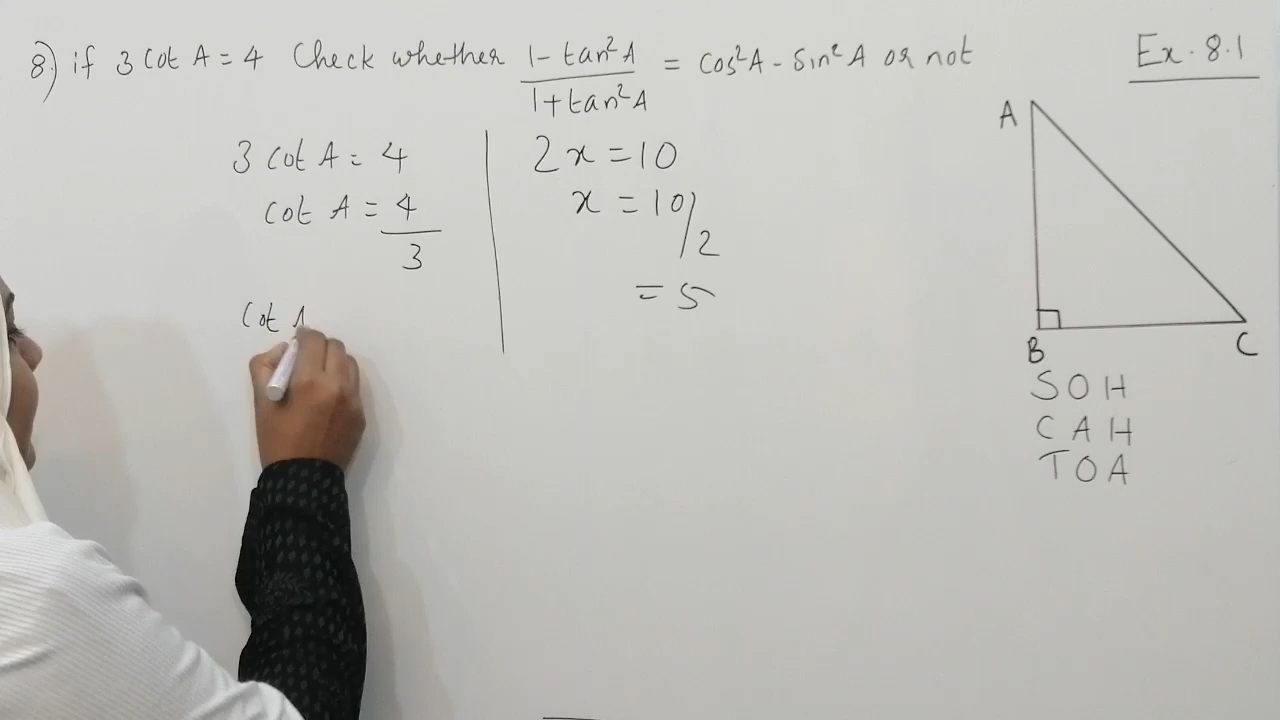 8.) if 3 cot A = 4 Check whether 1 - tan²A / 1 + tan²A = cos²A - sin²A or not
Ex. 8.1
3 cot A = 4
cot A = 4/3
cot A
2x = 10
x = 10/2
= 5
A
B
C
SOH
CAH
TOA